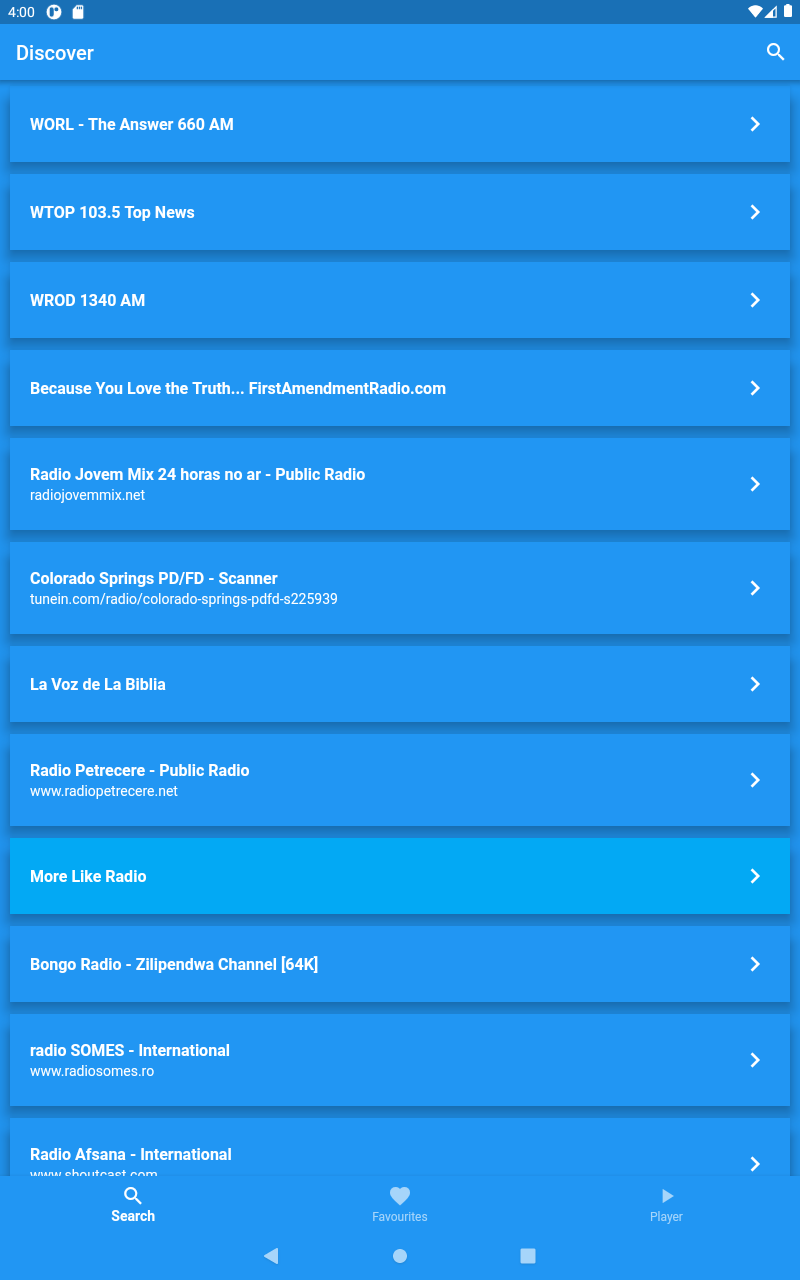 4:00
Discover
WORL - The Answer 660 AM
WTOP 103.5 Top News
WROD 1340 AM
Because You Love the Truth... FirstAmendmentRadio.com
Radio Jovem Mix 24 horas no ar - Public Radio
radiojovemmix.net
Colorado Springs PD/FD - Scanner
tunein.com/radio/colorado-springs-pdfd-s225939
La Voz de La Biblia
Radio Petrecere - Public Radio
www.radiopetrecere.net
More Like Radio
Bongo Radio - Zilipendwa Channel [64K]
radio SOMES - International
www.radiosomes.ro
Radio Afsana - International
www.shoutcast.com
Search
Favourites
Player